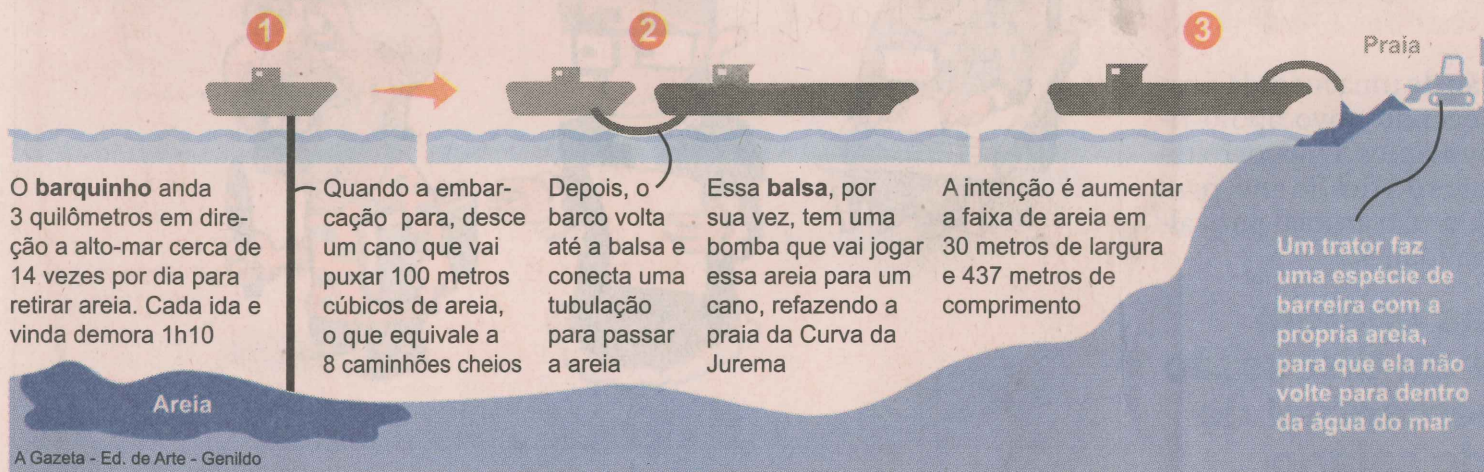 1
O barquinho anda
3 quilômetros em dire-
ção a alto-mar cerca de
14 vezes por dia para
retirar areia. Cada ida e
vinda demora 1h10
Quando a embar-
cação para, desce
um cano que vai
puxar 100 metros
cúbicos de areia,
o que equivale a
8 caminhões cheios
Areia
2
Depois, o
barco volta
até a balsa e
conecta uma
tubulação
para passar
a areia
Essa balsa, por
sua vez, tem uma
bomba que vai jogar
essa areia para um
cano, refazendo a
praia da Curva da
Jurema
3
A intenção é aumentar
a faixa de areia em
30 metros de largura
e 437 metros de
comprimento
Praia
Um trator faz
uma espécie de
barreira com a
própria areia,
para que ela não
volte para dentro
da água do mar
A Gazeta - Ed. de Arte - Genildo